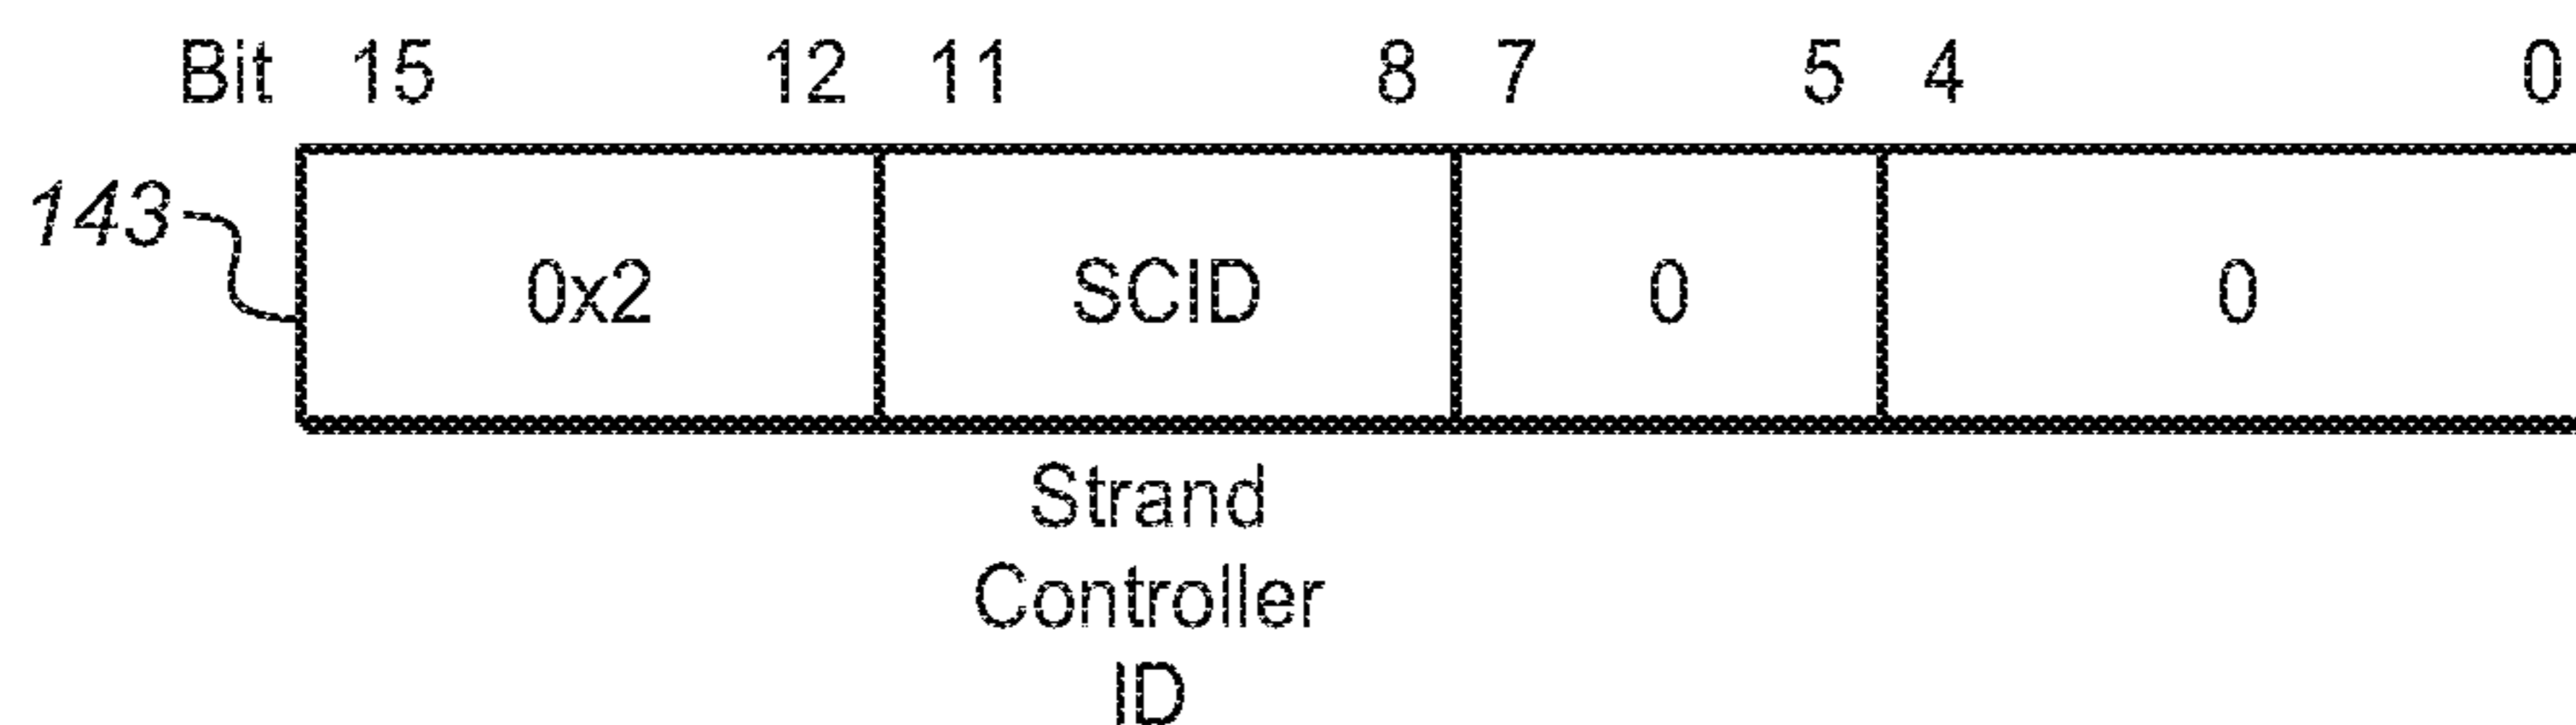 Bit 15 12 11 8 7 5 4 0
143
0x2 SCID 0 0
Strand
Controller
ID